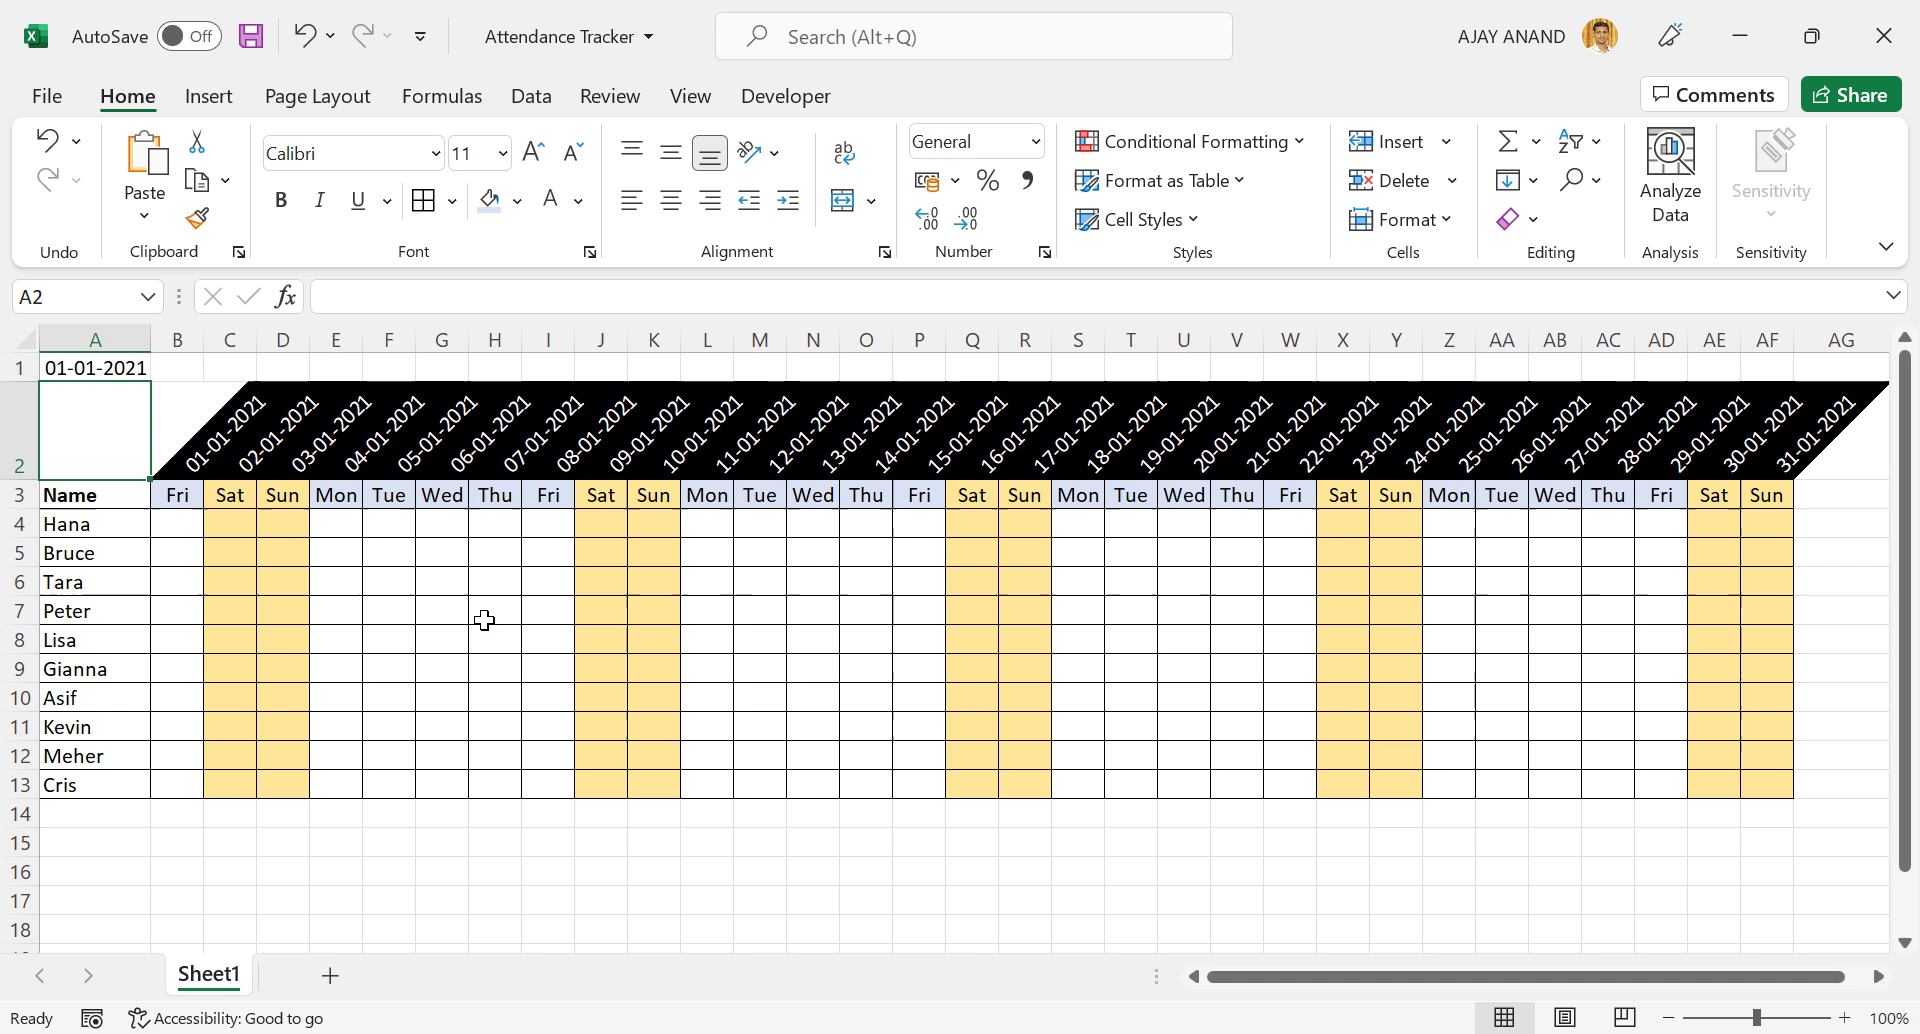 AutoSave Off Attendance Tracker Search (Alt+Q) AJAY ANAND
File Home Insert Page Layout Formulas Data Review View Developer Comments Share
Calibri 11 General Conditional Formatting Insert
Paste Format as Table Delete Analyze Data Sensitivity
B I U A Cell Styles Format
Undo Clipboard Font Alignment Number Styles Cells Editing Analysis Sensitivity
A2 fx
A B C D E F G H I J K L M N O P Q R S T U V W X Y Z AA AB AC AD AE AF AG
1 01-01-2021
2 01-01-2021 02-01-2021 03-01-2021 04-01-2021 05-01-2021 06-01-2021 07-01-2021 08-01-2021 09-01-2021 10-01-2021 11-01-2021 12-01-2021 13-01-2021 14-01-2021 15-01-2021 16-01-2021 17-01-2021 18-01-2021 19-01-2021 20-01-2021 21-01-2021 22-01-2021 23-01-2021 24-01-2021 25-01-2021 26-01-2021 27-01-2021 28-01-2021 29-01-2021 30-01-2021 31-01-2021
3 Name Fri Sat Sun Mon Tue Wed Thu Fri Sat Sun Mon Tue Wed Thu Fri Sat Sun Mon Tue Wed Thu Fri Sat Sun Mon Tue Wed Thu Fri Sat Sun
4 Hana
5 Bruce
6 Tara
7 Peter
8 Lisa
9 Gianna
10 Asif
11 Kevin
12 Meher
13 Cris
14
15
16
17
18
Sheet1
Ready Accessibility: Good to go 100%